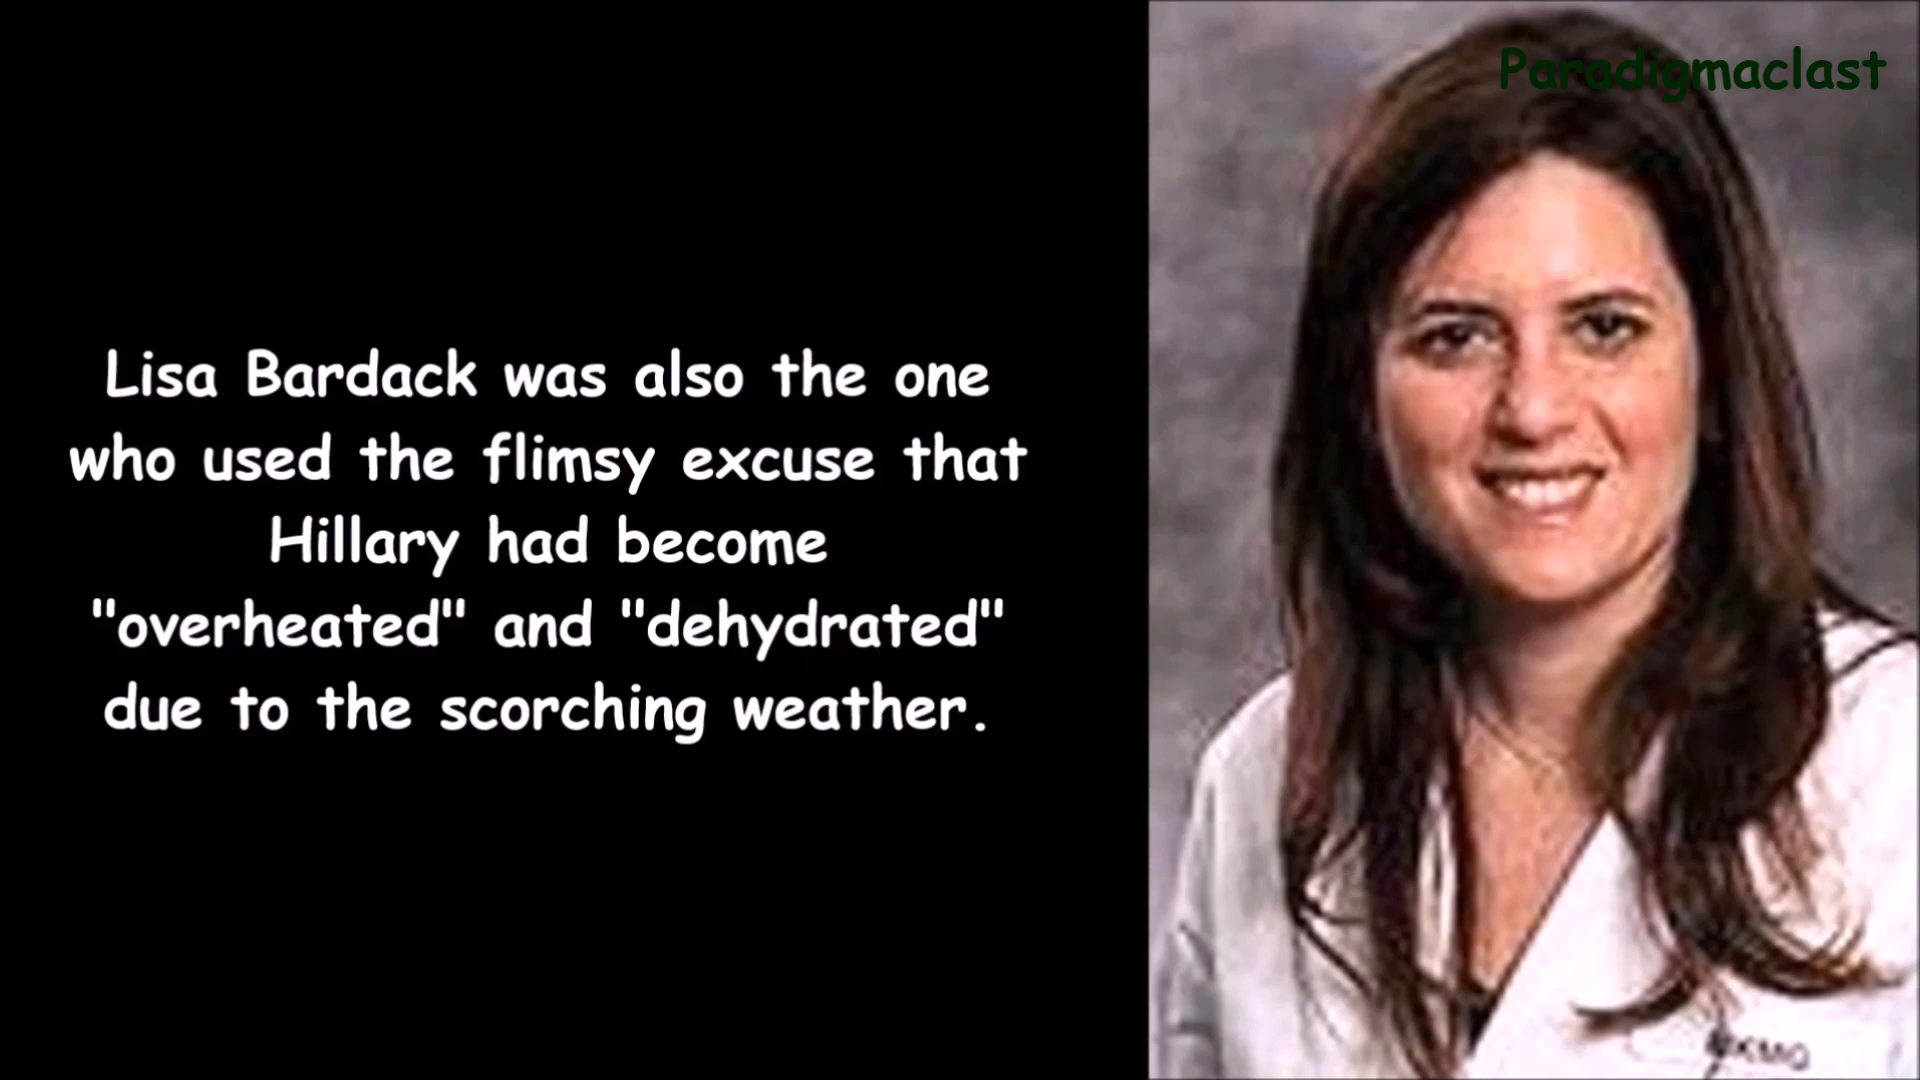 Paradigmaclast
Lisa Bardack was also the one
who used the flimsy excuse that
Hillary had become
"overheated" and "dehydrated"
due to the scorching weather.